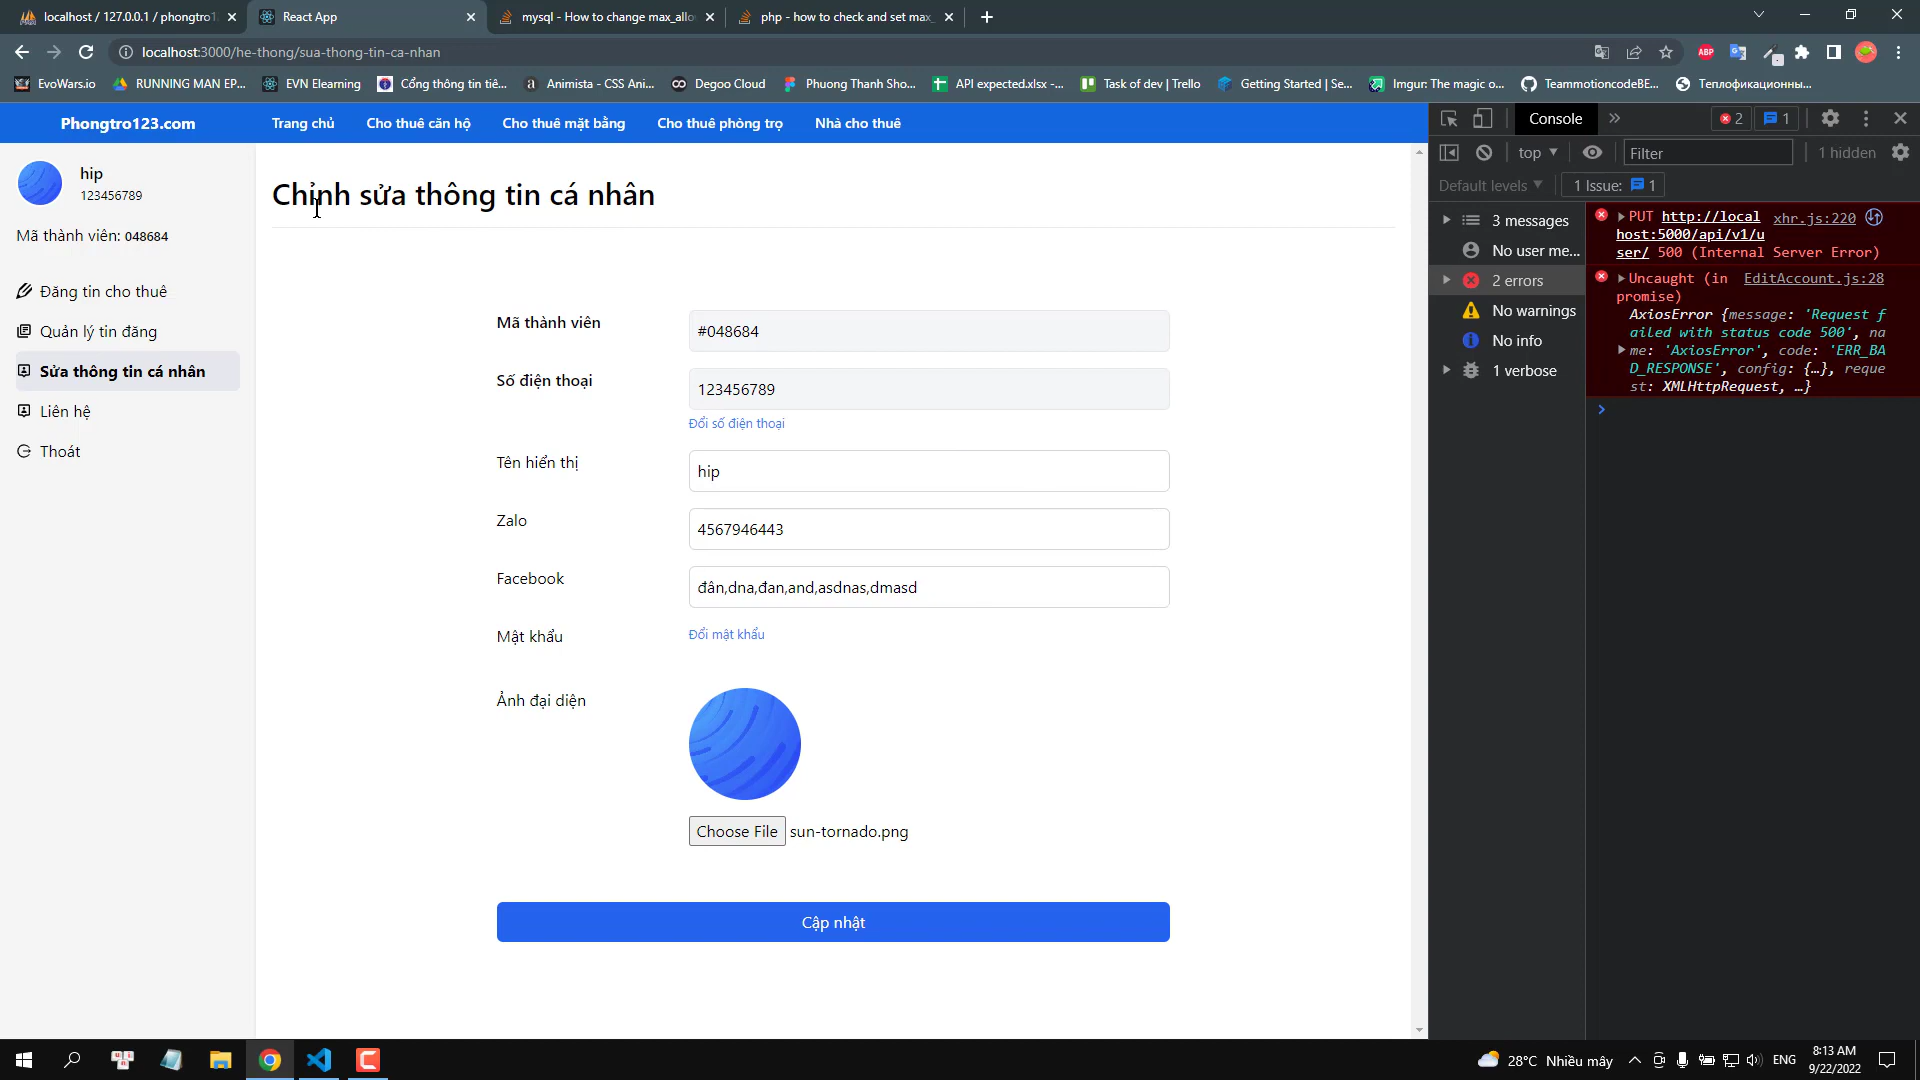 localhost / 127.0.0.1 / phongtro1
React App
mysql - How to change max_allo
php - how to check and set max_
localhost:3000/he-thong/sua-thong-tin-ca-nhan
ABP
EvoWars.io
RUNNING MAN EP...
EVN Elearning
Cổng thông tin tiê...
Animista - CSS Ani...
Degoo Cloud
Phuong Thanh Sho...
API expected.xlsx -...
Task of dev | Trello
Getting Started | Se...
Imgur: The magic o...
TeammotioncodeBE...
Теплофикационны...
Phongtro123.com
Trang chủ
Cho thuê căn hộ
Cho thuê mặt bằng
Cho thuê phòng trọ
Nhà cho thuê
hip
123456789
Mã thành viên: 048684
Đăng tin cho thuê
Quản lý tin đăng
Sửa thông tin cá nhân
Liên hệ
Thoát
Chỉnh sửa thông tin cá nhân
Mã thành viên
#048684
Số điện thoại
123456789
Đổi số điện thoại
Tên hiển thị
hip
Zalo
4567946443
Facebook
đân,dna,đan,and,asdnas,dmasd
Mật khẩu
Đổi mật khẩu
Ảnh đại diện
Choose File sun-tornado.png
Cập nhật
Console
2
1
top
Filter
1 hidden
Default levels
1 Issue: 1
3 messages
No user me...
2 errors
No warnings
No info
1 verbose
PUT http://local xhr.js:220
host:5000/api/v1/u
ser/ 500 (Internal Server Error)
Uncaught (in EditAccount.js:28
promise)
AxiosError {message: 'Request f
ailed with status code 500', na
me: 'AxiosError', code: 'ERR_BA
D_RESPONSE', config: {…}, reque
st: XMLHttpRequest, …}
28°C Nhiều mây
ENG
8:13 AM
9/22/2022